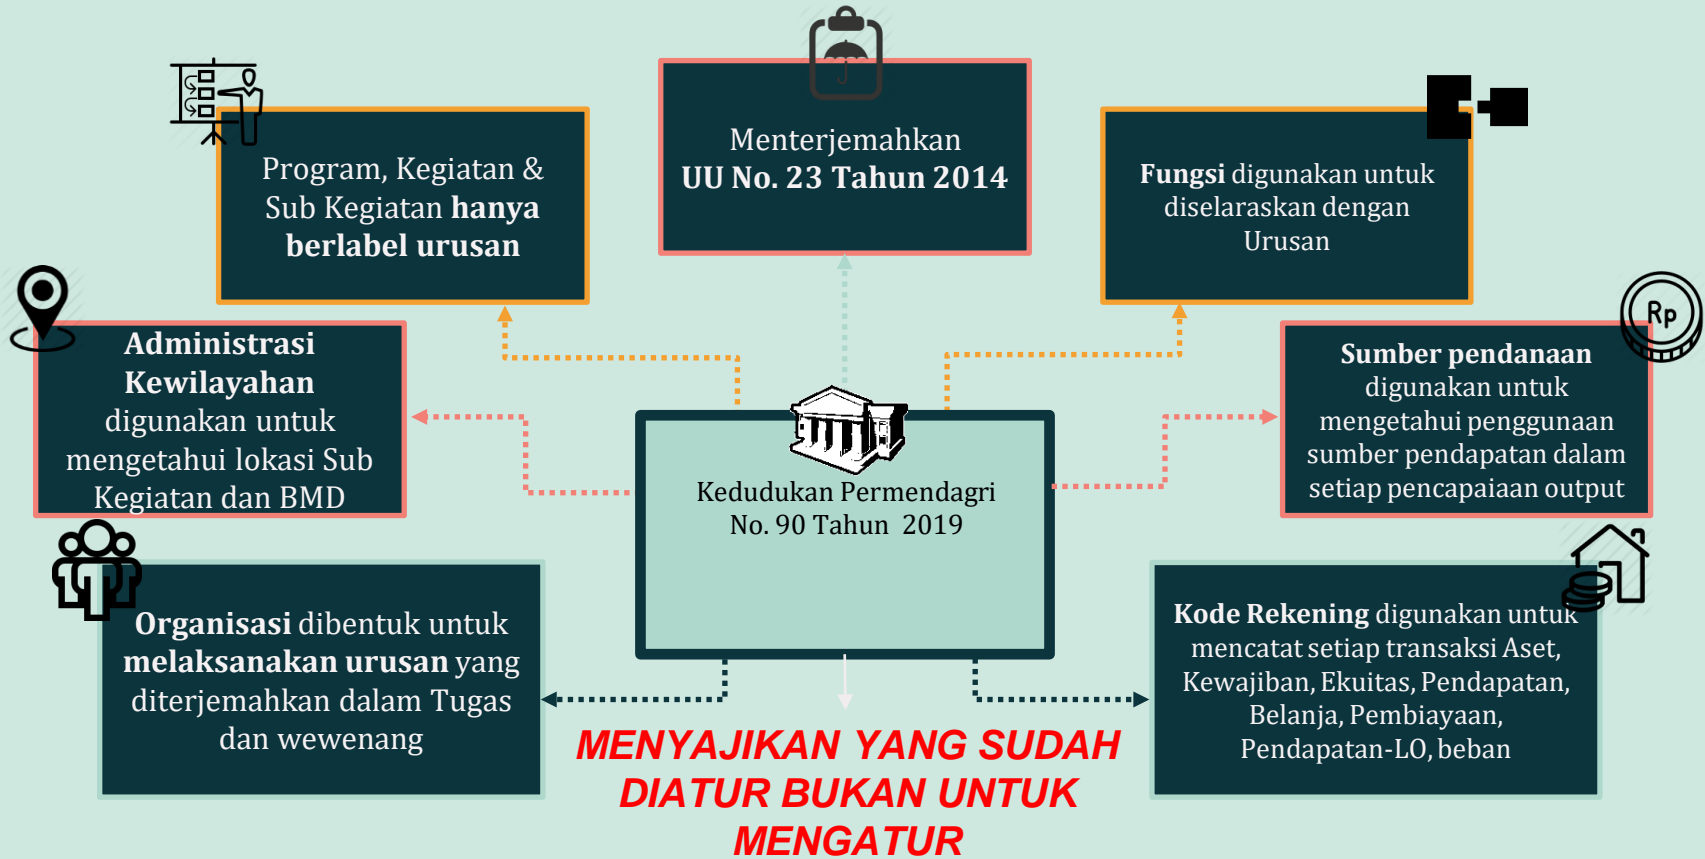 Menterjemahkan
UU No. 23 Tahun 2014
Program, Kegiatan &
Sub Kegiatan hanya
berlabel urusan
Fungsi digunakan untuk
diselaraskan dengan
Urusan
Administrasi
Kewilayahan
digunakan untuk
mengetahui lokasi Sub
Kegiatan dan BMD
Rp
Sumber pendanaan
digunakan untuk
mengetahui penggunaan
sumber pendapatan dalam
setiap pencapaiaan output
Kedudukan Permendagri
No. 90 Tahun 2019
Organisasi dibentuk untuk
melaksanakan urusan yang
diterjemahkan dalam Tugas
dan wewenang
Kode Rekening digunakan untuk
mencatat setiap transaksi Aset,
Kewajiban, Ekuitas, Pendapatan,
Belanja, Pembiayaan,
Pendapatan-LO, beban
MENYAJIKAN YANG SUDAH
DIATUR BUKAN UNTUK
MENGATUR